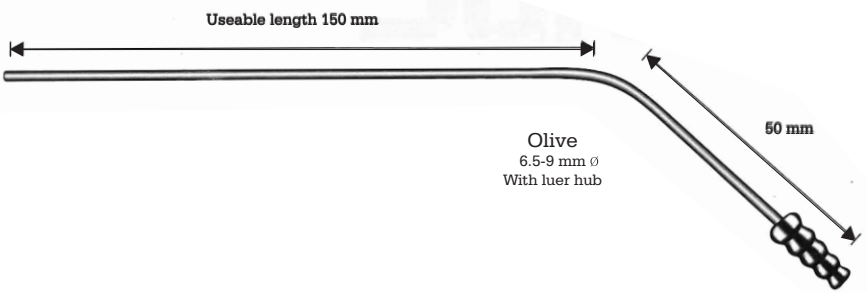 Useable length 150 mm
50 mm
Olive
6.5-9 mm Ø
With luer hub